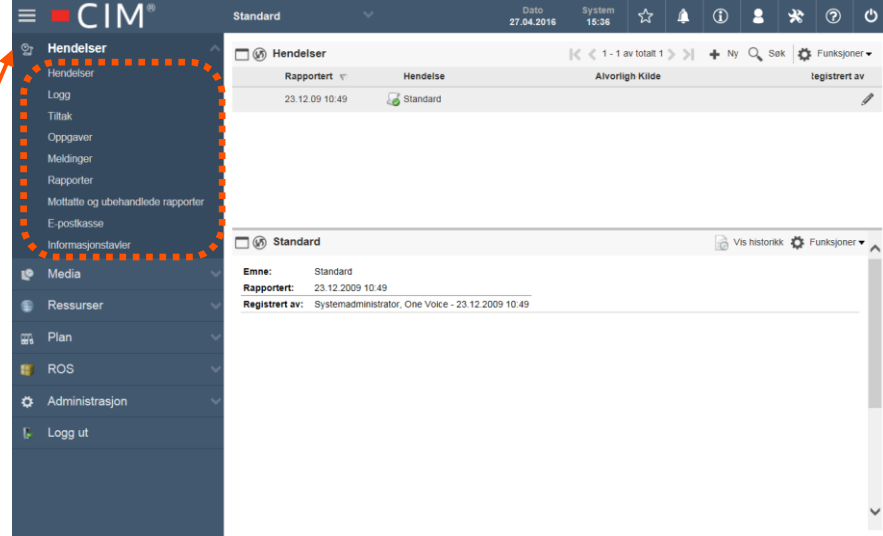 CIM®
Standard
Dato
27.04.2016
System
15:36
Hendelser
Hendelser
Logg
Tiltak
Oppgaver
Meldinger
Rapporter
Mottatte og ubehandlede rapporter
E-postkasse
Informasjonstavler
Media
Ressurser
Plan
ROS
Administrasjon
Logg ut
Hendelser
1 - 1 av totalt 1
Ny
Søk
Funksjoner
Rapportert Hendelse Alvorligh Kilde egistrert av
23.12.09 10:49 Standard
Standard
Vis historikk
Funksjoner
Emne: Standard
Rapportert: 23.12.2009 10:49
Registrert av: Systemadministrator, One Voice - 23.12.2009 10:49